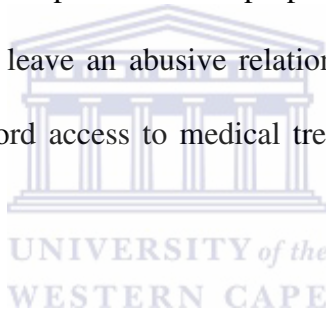 leave an abusive relation
ord access to medical tre
UNIVERSITY of the
WESTERN CAPE